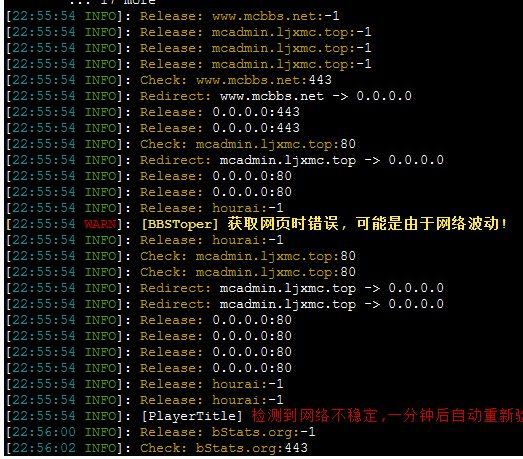 ... 17 more
[22:55:54 INFO]: Release: www.mcbbs.net:-1
[22:55:54 INFO]: Release: mcadmin.ljxmc.top:-1
[22:55:54 INFO]: Release: mcadmin.ljxmc.top:-1
[22:55:54 INFO]: Release: mcadmin.ljxmc.top:-1
[22:55:54 INFO]: Check: www.mcbbs.net:443
[22:55:54 INFO]: Redirect: www.mcbbs.net -> 0.0.0.0
[22:55:54 INFO]: Release: 0.0.0.0:443
[22:55:54 INFO]: Release: 0.0.0.0:443
[22:55:54 INFO]: Check: mcadmin.ljxmc.top:80
[22:55:54 INFO]: Redirect: mcadmin.ljxmc.top -> 0.0.0.0
[22:55:54 INFO]: Release: 0.0.0.0:80
[22:55:54 INFO]: Release: 0.0.0.0:80
[22:55:54 INFO]: Release: hourai:-1
[22:55:54 WARN]: [BBSToper] 获取网页时错误，可能是由于网络波动！
[22:55:54 INFO]: Release: hourai:-1
[22:55:54 INFO]: Check: mcadmin.ljxmc.top:80
[22:55:54 INFO]: Check: mcadmin.ljxmc.top:80
[22:55:54 INFO]: Redirect: mcadmin.ljxmc.top -> 0.0.0.0
[22:55:54 INFO]: Redirect: mcadmin.ljxmc.top -> 0.0.0.0
[22:55:54 INFO]: Release: 0.0.0.0:80
[22:55:54 INFO]: Release: 0.0.0.0:80
[22:55:54 INFO]: Release: 0.0.0.0:80
[22:55:54 INFO]: Release: 0.0.0.0:80
[22:55:54 INFO]: Release: hourai:-1
[22:55:54 INFO]: Release: hourai:-1
[22:55:54 INFO]: [PlayerTitle] 检测到网络不稳定,一分钟后自动重新
[22:56:00 INFO]: Release: bStats.org:-1
[22:56:02 INFO]: Check: bStats.org:443